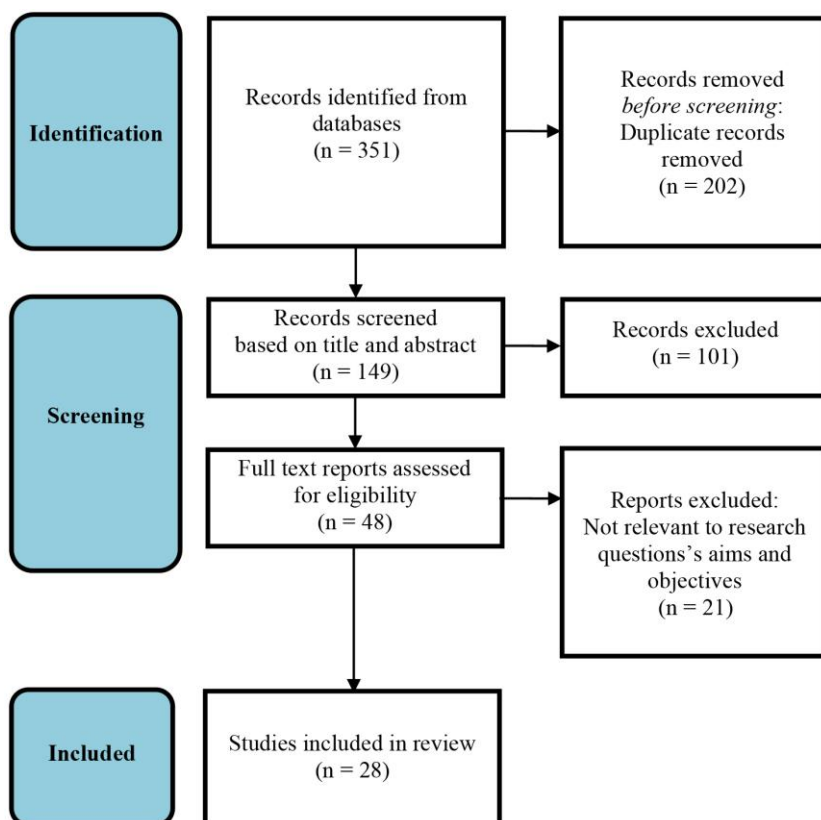 Identification
Records identified from
databases
(n = 351)
Records removed
before screening:
Duplicate records
removed
(n = 202)
Screening
Records screened
based on title and abstract
(n = 149)
Records excluded
(n = 101)
Full text reports assessed
for eligibility
(n = 48)
Reports excluded:
Not relevant to research
questions's aims and
objectives
(n = 21)
Included
Studies included in review
(n = 28)